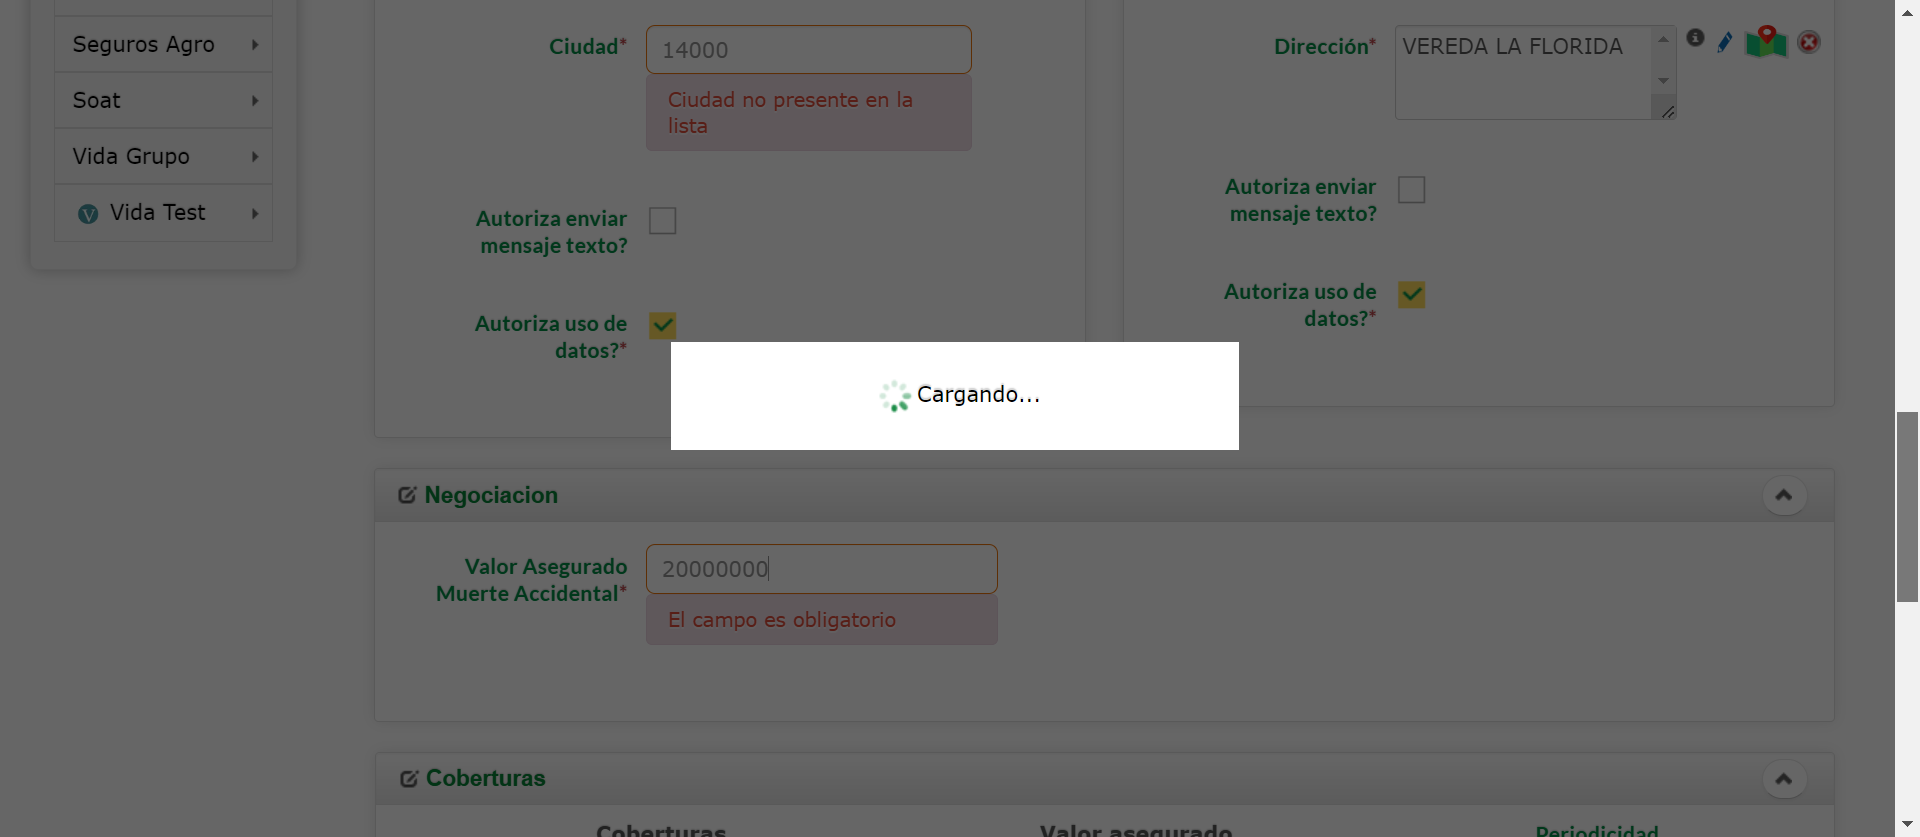 Seguros Agro
Soat
Vida Grupo
V Vida Test
Ciudad*
14000
Ciudad no presente en la
lista
Autoriza enviar
mensaje texto?
Autoriza uso de
datos?*
Dirección*
VEREDA LA FLORIDA
Autoriza enviar
mensaje texto?
Autoriza uso de
datos?*
Cargando...
Negociacion
Valor Asegurado
Muerte Accidental*
20000000
El campo es obligatorio
Coberturas
Coberturas Valor asegurado Periodicidad